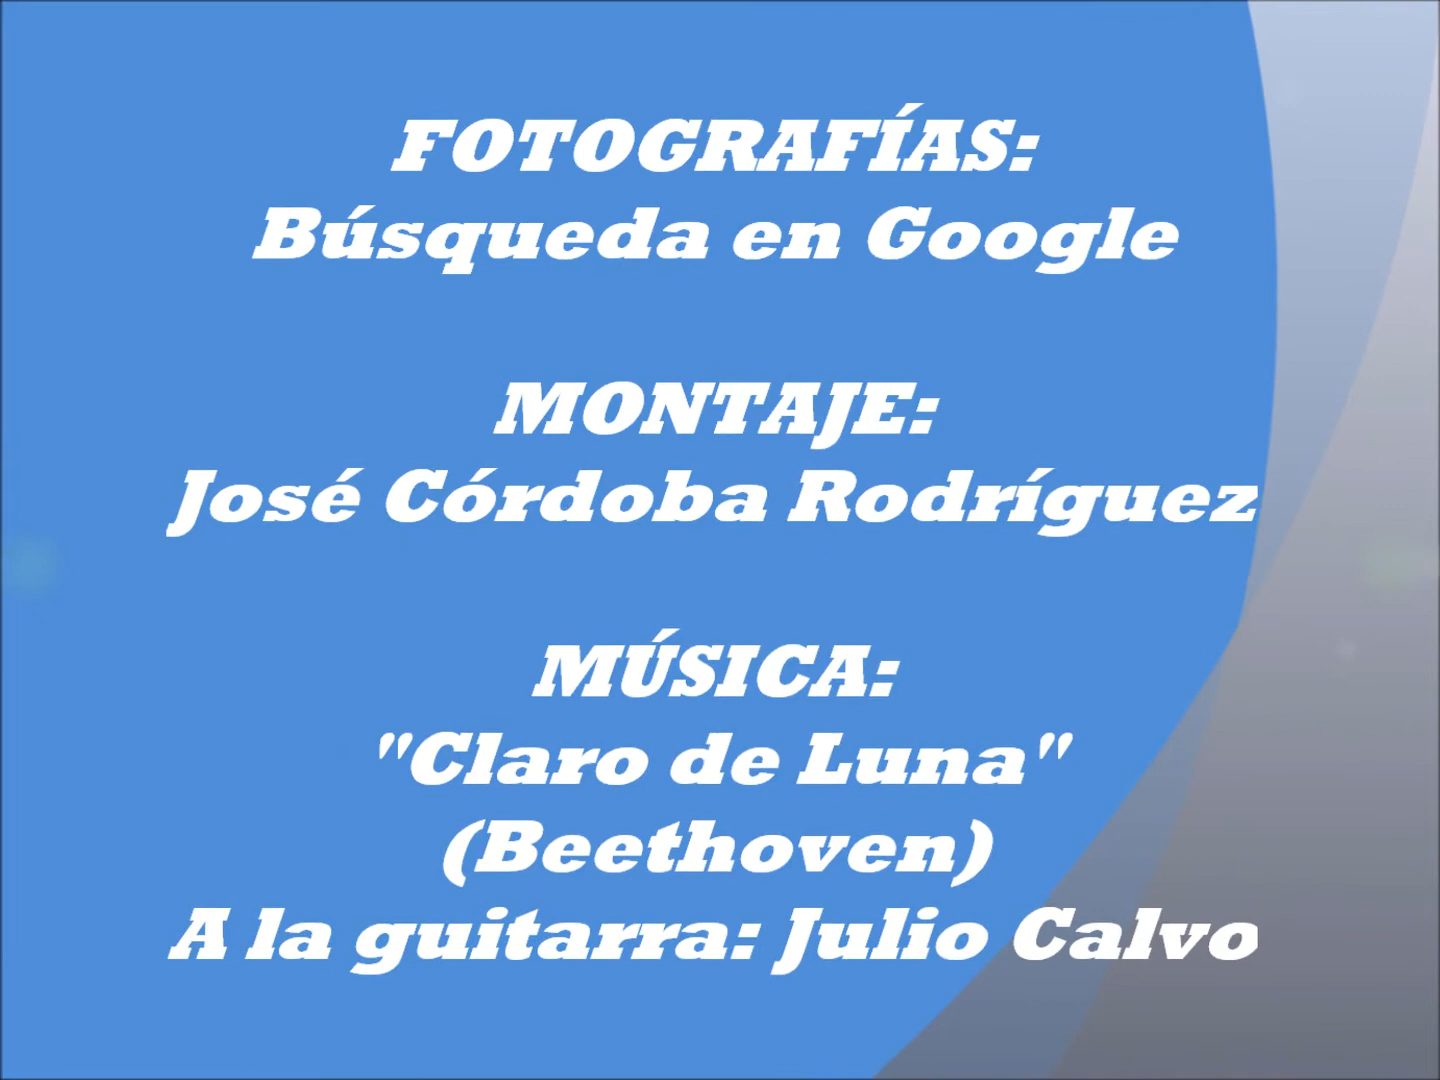 FOTOGRAFÍAS:
Búsqueda en Google
MONTAJE:
José Córdoba Rodríguez
MÚSICA:
"Claro de Luna"
(Beethoven)
A la guitarra: Julio Calvo